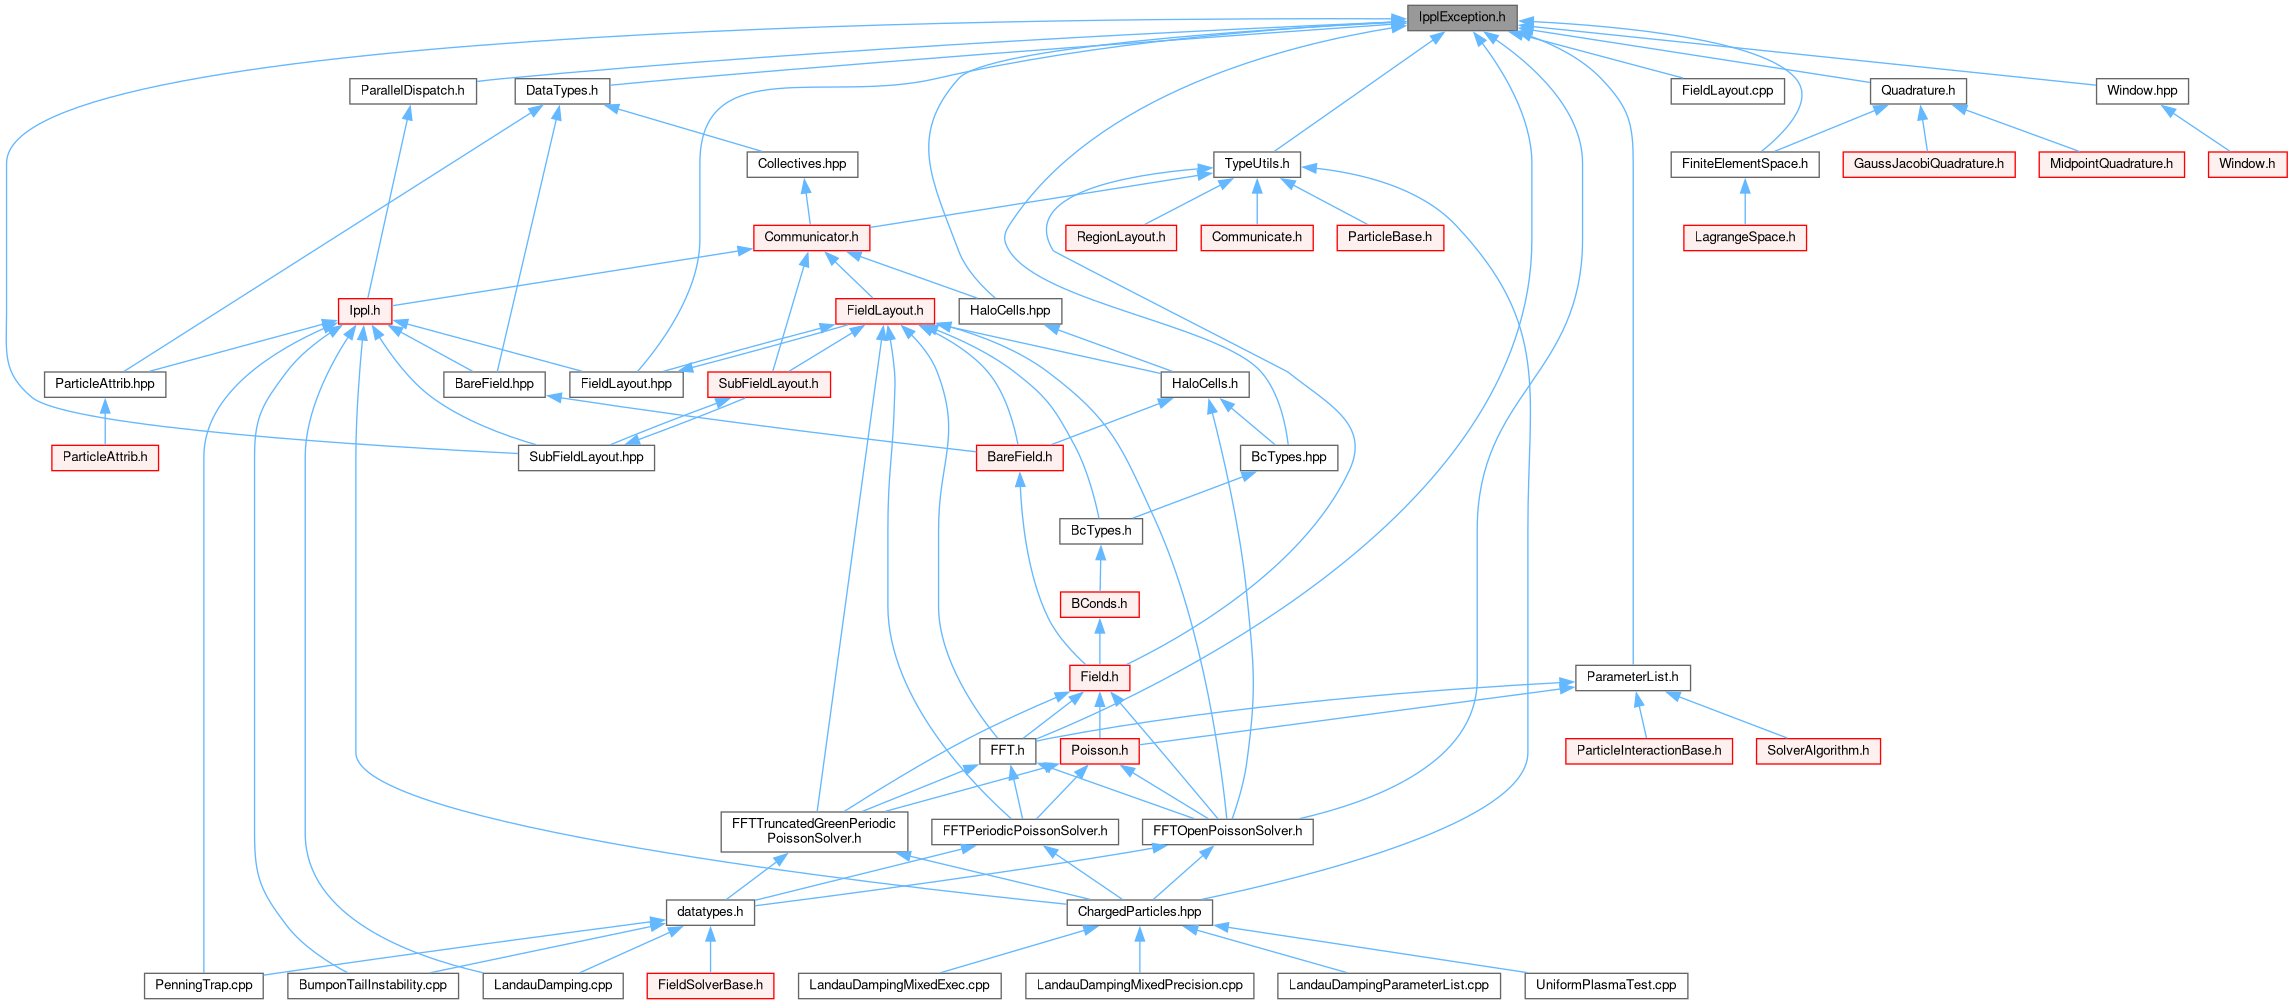 IpplException.h
ParallelDispatch.h
DataTypes.h
FieldLayout.cpp
Quadrature.h
Window.hpp
Collectives.hpp
TypeUtils.h
FiniteElementSpace.h
GaussJacobiQuadrature.h
MidpointQuadrature.h
Window.h
Communicator.h
RegionLayout.h
Communicate.h
ParticleBase.h
LagrangeSpace.h
Ippl.h
FieldLayout.h
HaloCells.hpp
ParticleAttrib.hpp
BareField.hpp
FieldLayout.hpp
SubFieldLayout.h
HaloCells.h
ParticleAttrib.h
SubFieldLayout.hpp
BareField.h
BcTypes.hpp
BcTypes.h
BConds.h
Field.h
ParameterList.h
FFT.h
Poisson.h
ParticleInteractionBase.h
SolverAlgorithm.h
FFTTruncatedGreenPeriodic
PoissonSolver.h
FFTPeriodicPoissonSolver.h
FFTOpenPoissonSolver.h
datatypes.h
ChargedParticles.hpp
PenningTrap.cpp
BumponTailInstability.cpp
LandauDamping.cpp
FieldSolverBase.h
LandauDampingMixedExec.cpp
LandauDampingMixedPrecision.cpp
LandauDampingParameterList.cpp
UniformPlasmaTest.cpp